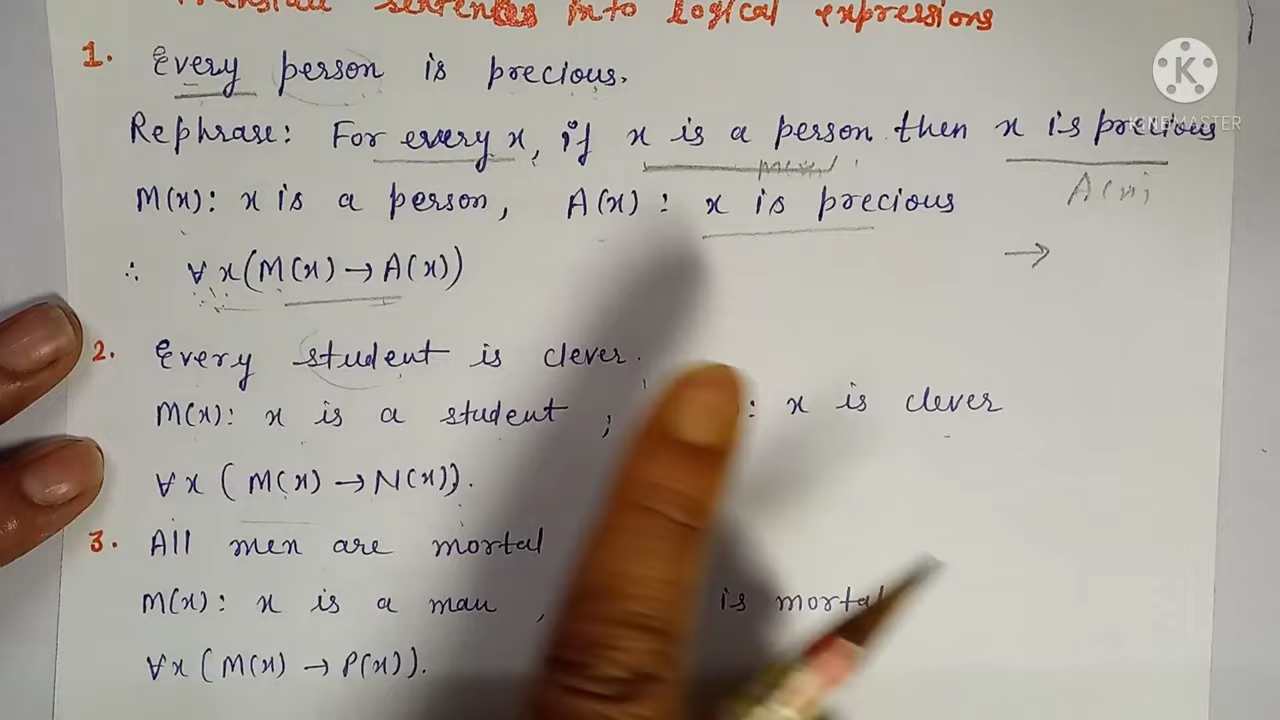 Translate sentences into logical expressions
1. Every person is precious.
Rephrase: For every x, if x is a person then x is precious
M(x)
A(x)
M(x): x is a person, A(x): x is precious
→
∴ ∀x(M(x)→A(x))
2. Every student is clever.
M(x): x is a student, : x is clever
∀x (M(x)→N(x)).
3. All men are mortal
M(x): x is a man, is mortal
∀x (M(x) → P(x)).
K
KINEMASTER